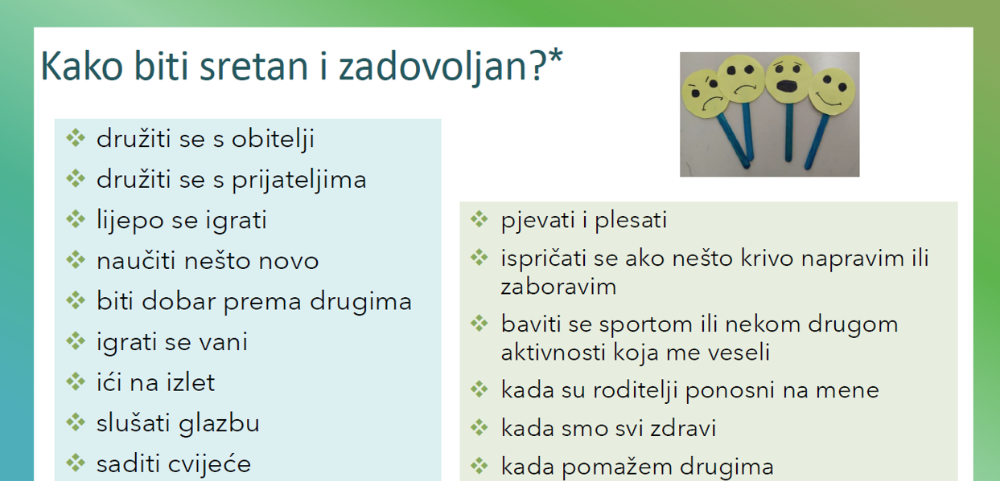 Kako biti sretan i zadovoljan?*
❖ družiti se s obitelji
❖ družiti se s prijateljima
❖ lijepo se igrati
❖ naučiti nešto novo
❖ biti dobar prema drugima
❖ igrati se vani
❖ ići na izlet
❖ slušati glazbu
❖ saditi cvijeće
❖ pjevati i plesati
❖ ispričati se ako nešto krivo napravim ili
zaboravim
❖ baviti se sportom ili nekom drugom
aktivnosti koja me veseli
❖ kada su roditelji ponosni na mene
❖ kada smo svi zdravi
❖ kada pomažem drugima